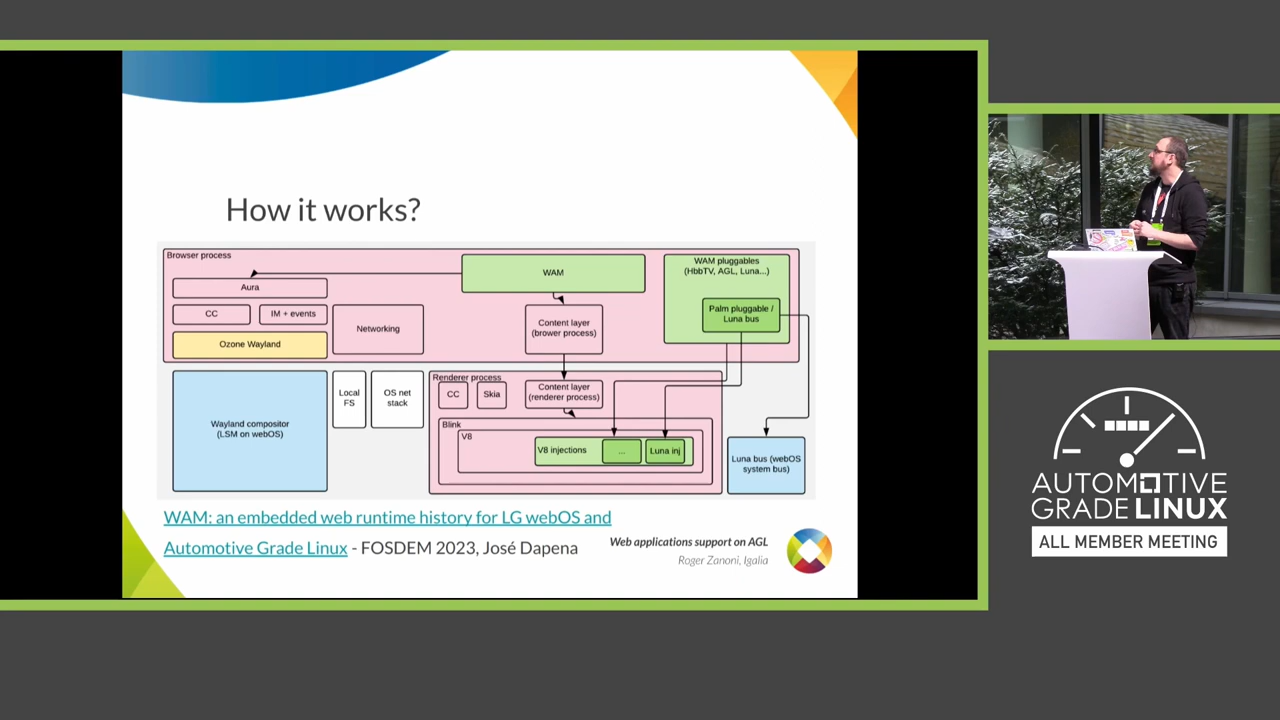 How it works?
Browser process
WAM
WAM pluggables
(HbbTV, AGL, Luna...)
Aura
CC
IM + events
Networking
Content layer
(brower process)
Palm pluggable /
Luna bus
Ozone Wayland
Renderer process
CC
Skia
Content layer
(renderer process)
Local
FS
OS net
stack
Wayland compositor
(LSM on webOS)
Blink
V8
V8 injections
...
Luna inj
Luna bus (webOS
system bus)
WAM: an embedded web runtime history for LG webOS and
Automotive Grade Linux - FOSDEM 2023, José Dapena
Web applications support on AGL
Roger Zanoni, Igalia
AUTOMOTIVE
GRADE LINUX
ALL MEMBER MEETING